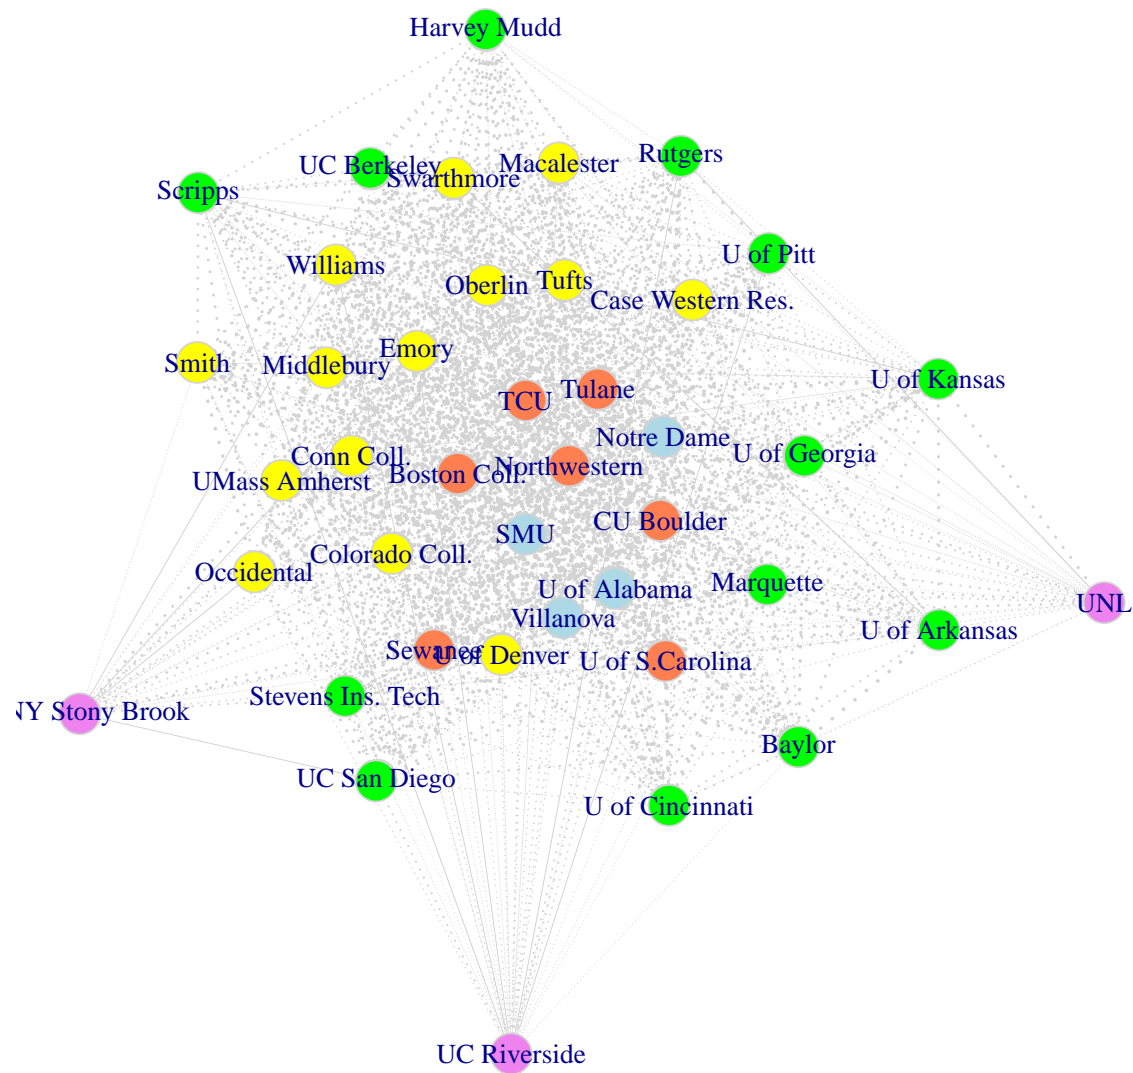 Harvey Mudd
UC Berkeley
Swarthmore
Macalester
Rutgers
Scripps
U of Pitt
Williams
Oberlin
Tufts
Case Western Res.
Smith
Middlebury
Emory
U of Kansas
TCU
Tulane
Notre Dame
U of Georgia
Conn Coll.
UMass Amherst
Boston Coll.
Northwestern
SMU
CU Boulder
Colorado Coll.
Occidental
U of Alabama
Marquette
UNL
Villanova
U of Arkansas
Sewanee
U of Denver
U of S.Carolina
Stevens Ins. Tech
NY Stony Brook
Baylor
UC San Diego
U of Cincinnati
UC Riverside